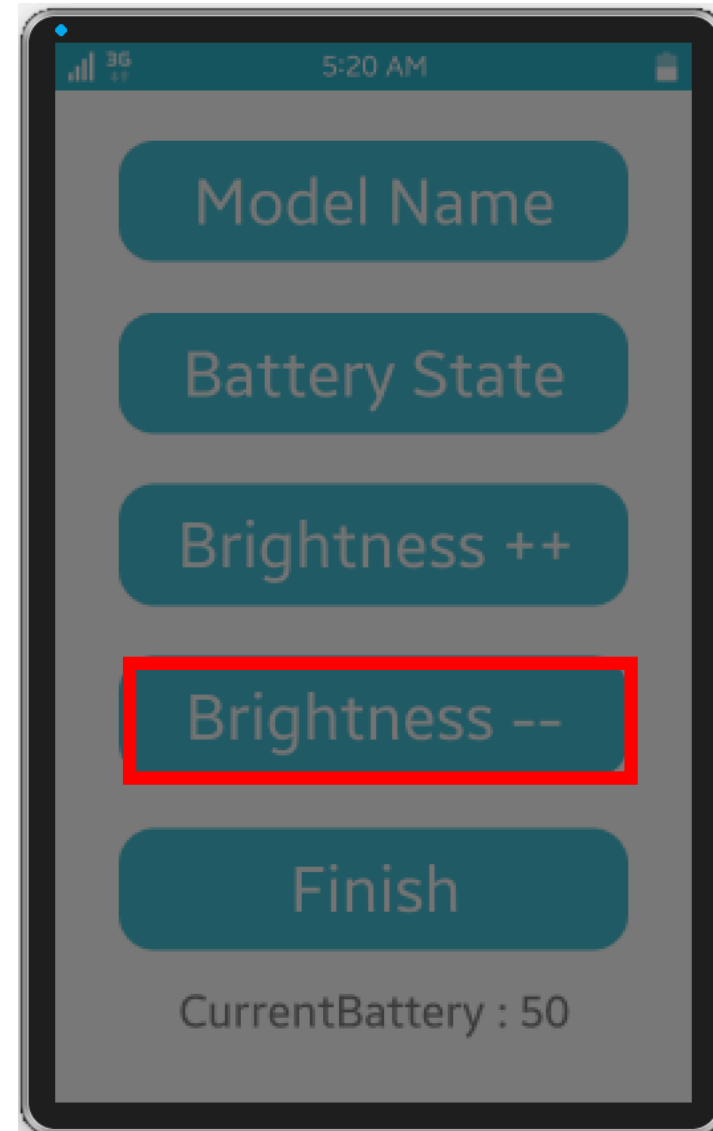 3G 5:20 AM
Model Name
Battery State
Brightness ++
Brightness --
Finish
CurrentBattery : 50